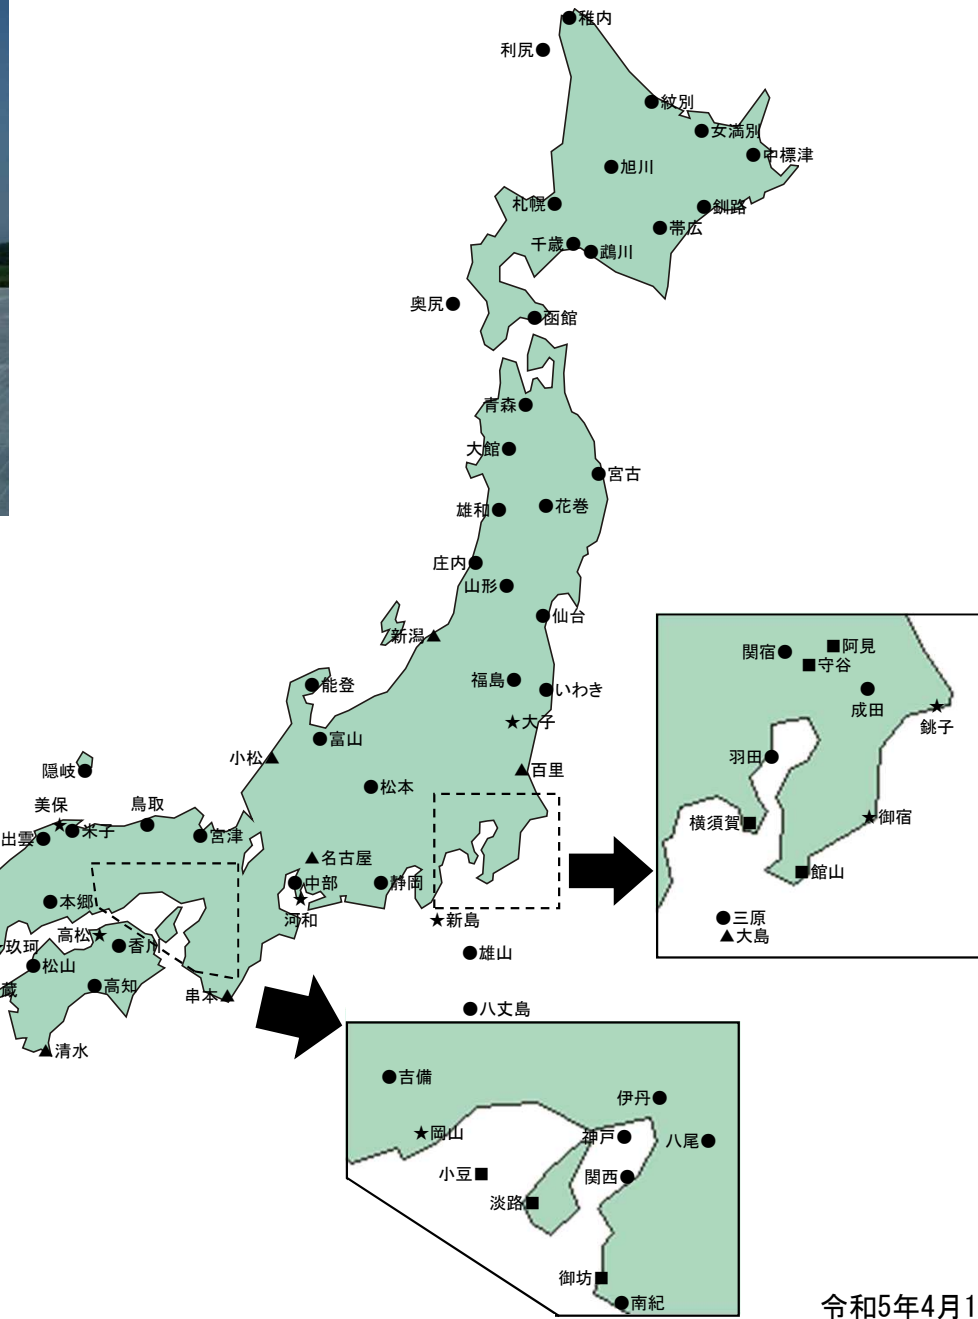 稚内
利尻
紋別
女満別
中標津
旭川
札幌
釧路
帯広
千歳
鵡川
奥尻
函館
青森
大館
宮古
雄和
花巻
庄内
山形
仙台
新潟
福島
いわき
能登
大子
富山
小松
百里
隠岐
松本
美保
鳥取
出雲
米子
宮津
名古屋
中部
静岡
河和
新島
本郷
高松
香川
玖珂
松山
雄山
蔵
高知
串本
八丈島
清水
阿見
関宿
守谷
成田
銚子
羽田
横須賀
御宿
館山
三原
大島
吉備
伊丹
岡山
神戸
八尾
小豆
関西
淡路
御坊
南紀
令和5年4月1